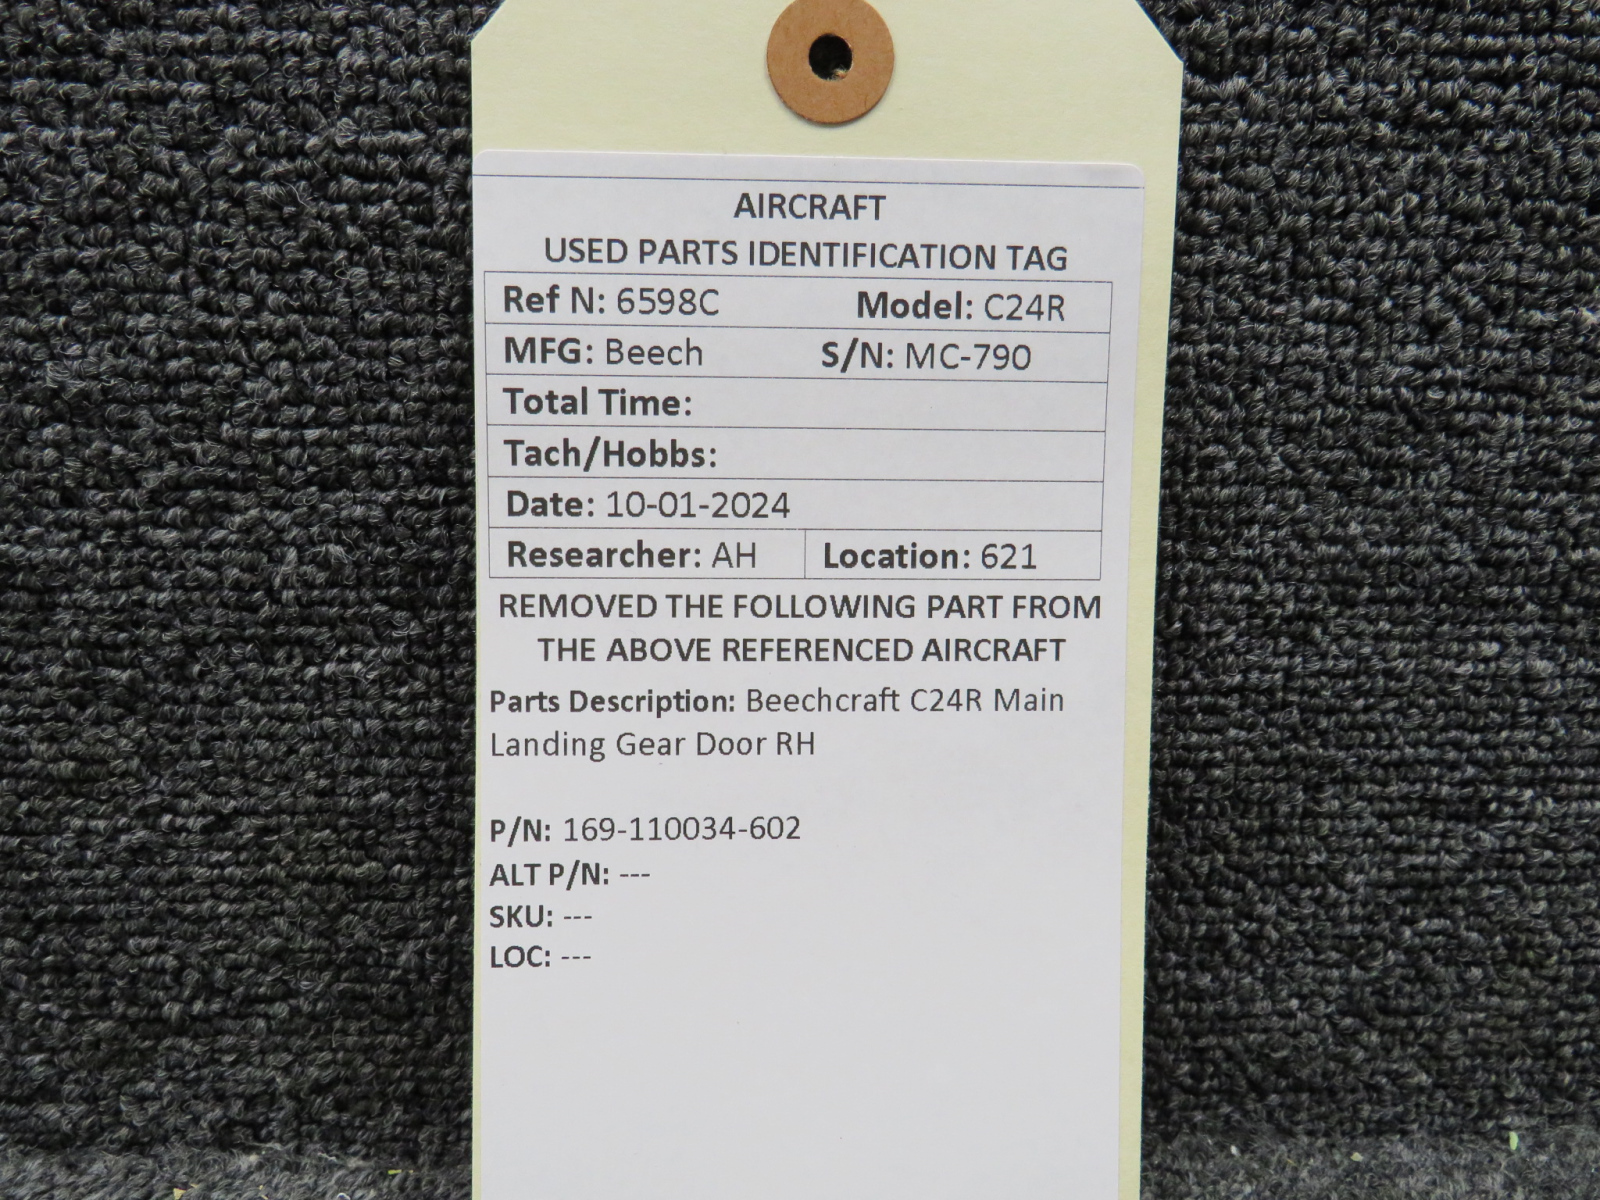 AIRCRAFT
USED PARTS IDENTIFICATION TAG
Ref N: 6598C Model: C24R
MFG: Beech S/N: MC-790
Total Time:
Tach/Hobbs:
Date: 10-01-2024
Researcher: AH Location: 621
REMOVED THE FOLLOWING PART FROM
THE ABOVE REFERENCED AIRCRAFT
Parts Description: Beechcraft C24R Main
Landing Gear Door RH
P/N: 169-110034-602
ALT P/N: ---
SKU: ---
LOC: ---